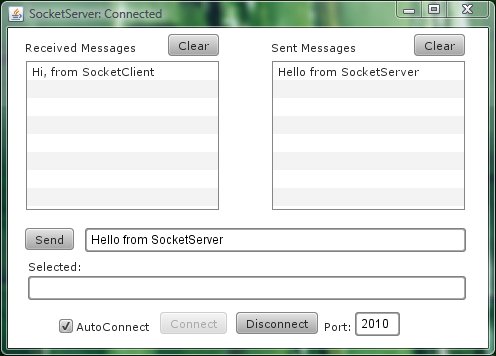 SocketServer: Connected
Received Messages Clear Sent Messages Clear
Hi, from SocketClient Hello from SocketServer
Send Hello from SocketServer
Selected:
AutoConnect Connect Disconnect Port: 2010